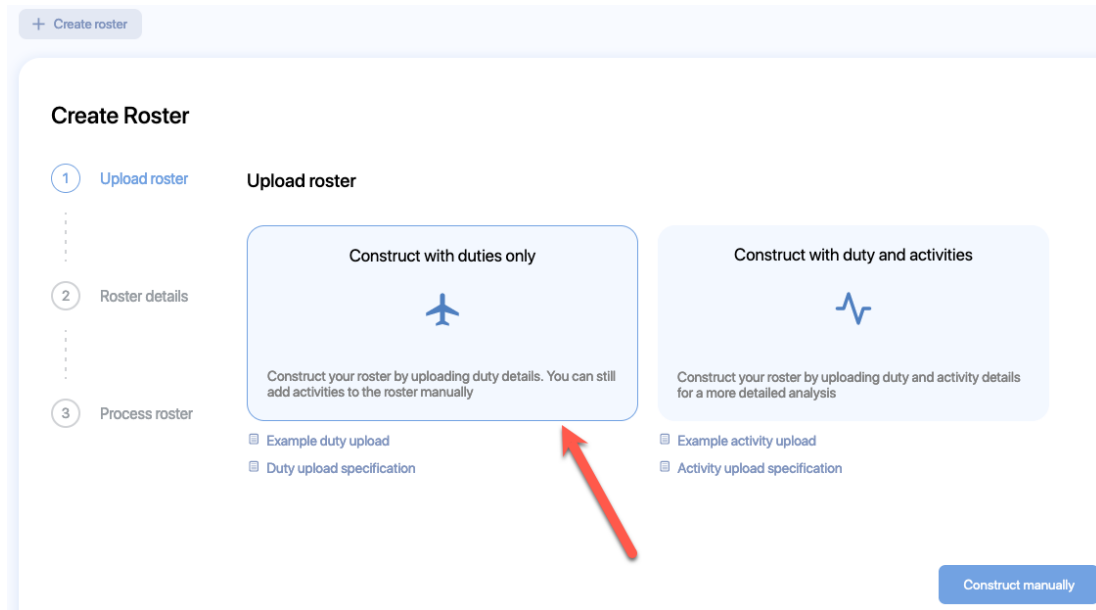 + Create roster
Create Roster
1 Upload roster
2 Roster details
3 Process roster
Upload roster
Construct with duties only
Construct your roster by uploading duty details. You can still
add activities to the roster manually
Example duty upload
Duty upload specification
Construct with duty and activities
Construct your roster by uploading duty and activity details
for a more detailed analysis
Example activity upload
Activity upload specification
Construct manually